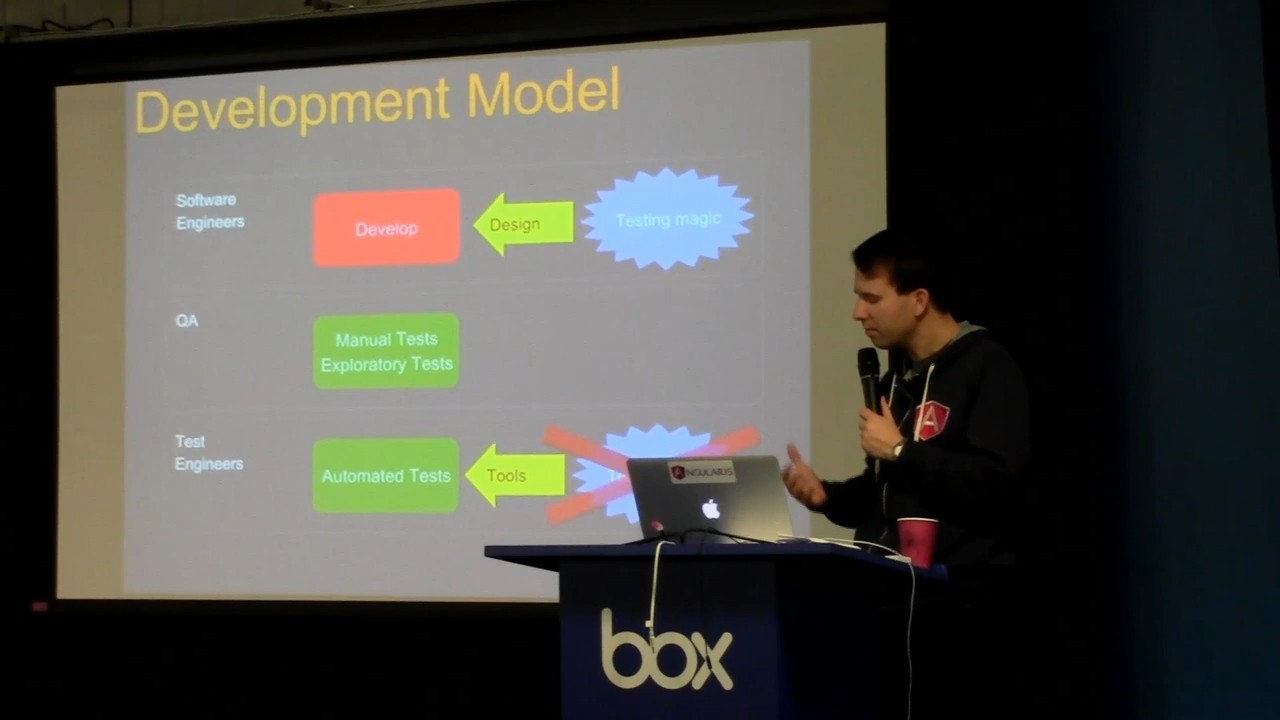 Development Model
Software
Engineers
Develop
Design
Testing magic
QA
Manual Tests
Exploratory Tests
Test
Engineers
Automated Tests
Tools
ANGULARJS
A
box